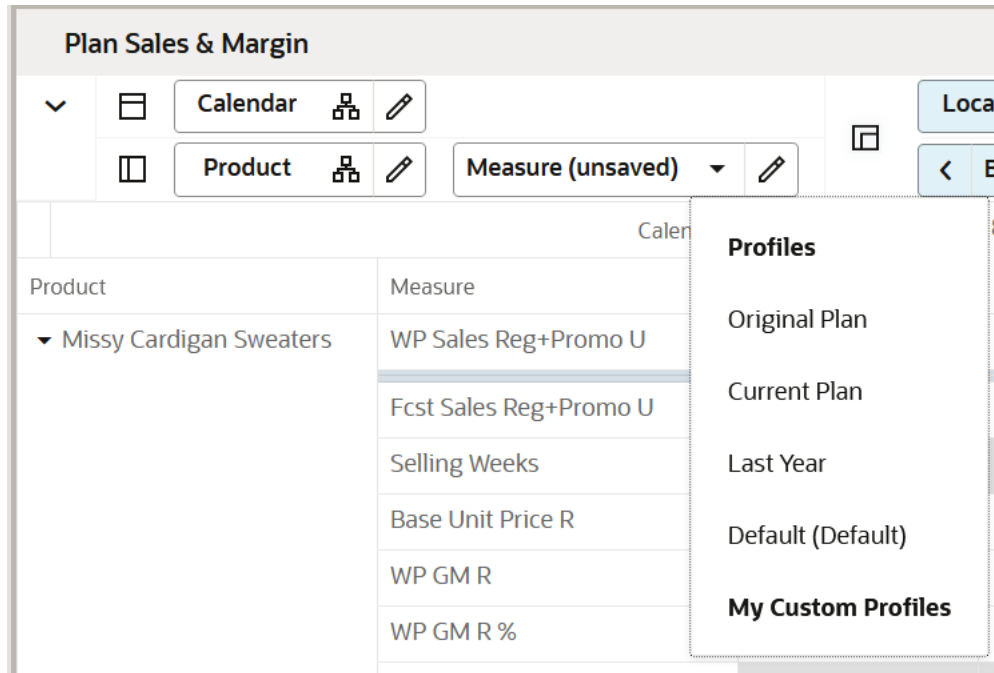 Plan Sales & Margin
Calendar
Product
Measure (unsaved)
Profiles
Original Plan
Current Plan
Last Year
Default (Default)
My Custom Profiles
Product
Measure
Missy Cardigan Sweaters
WP Sales Reg+Promo U
Fcst Sales Reg+Promo U
Selling Weeks
Base Unit Price R
WP GM R
WP GM R %